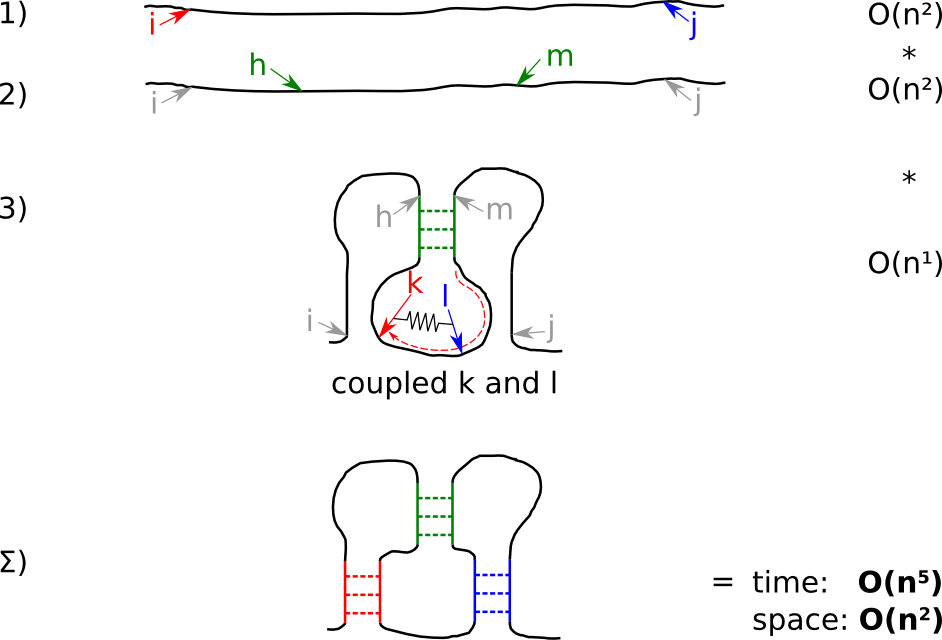 1) i j O(n²)
*
h m
2) i j O(n²)
*
3) h m
k l O(n¹)
i j
coupled k and l
Σ) = time: O(n⁵)
space: O(n²)